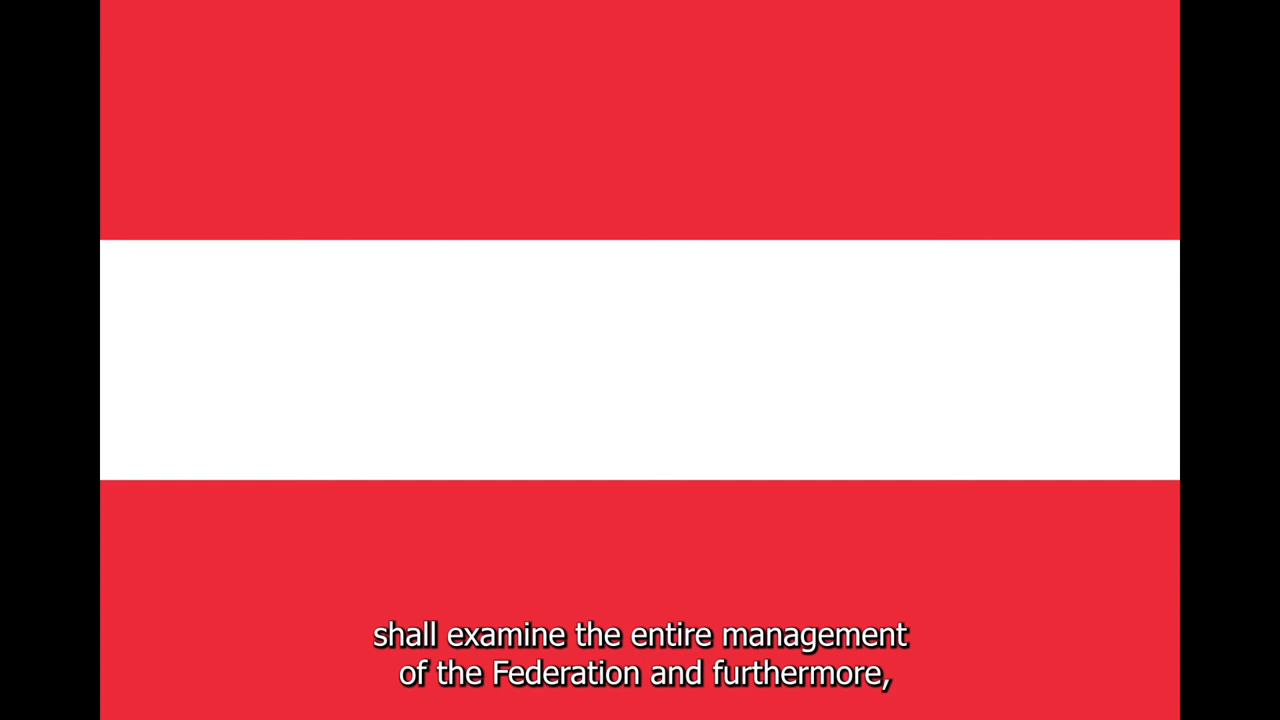 shall examine the entire management
of the Federation and furthermore,